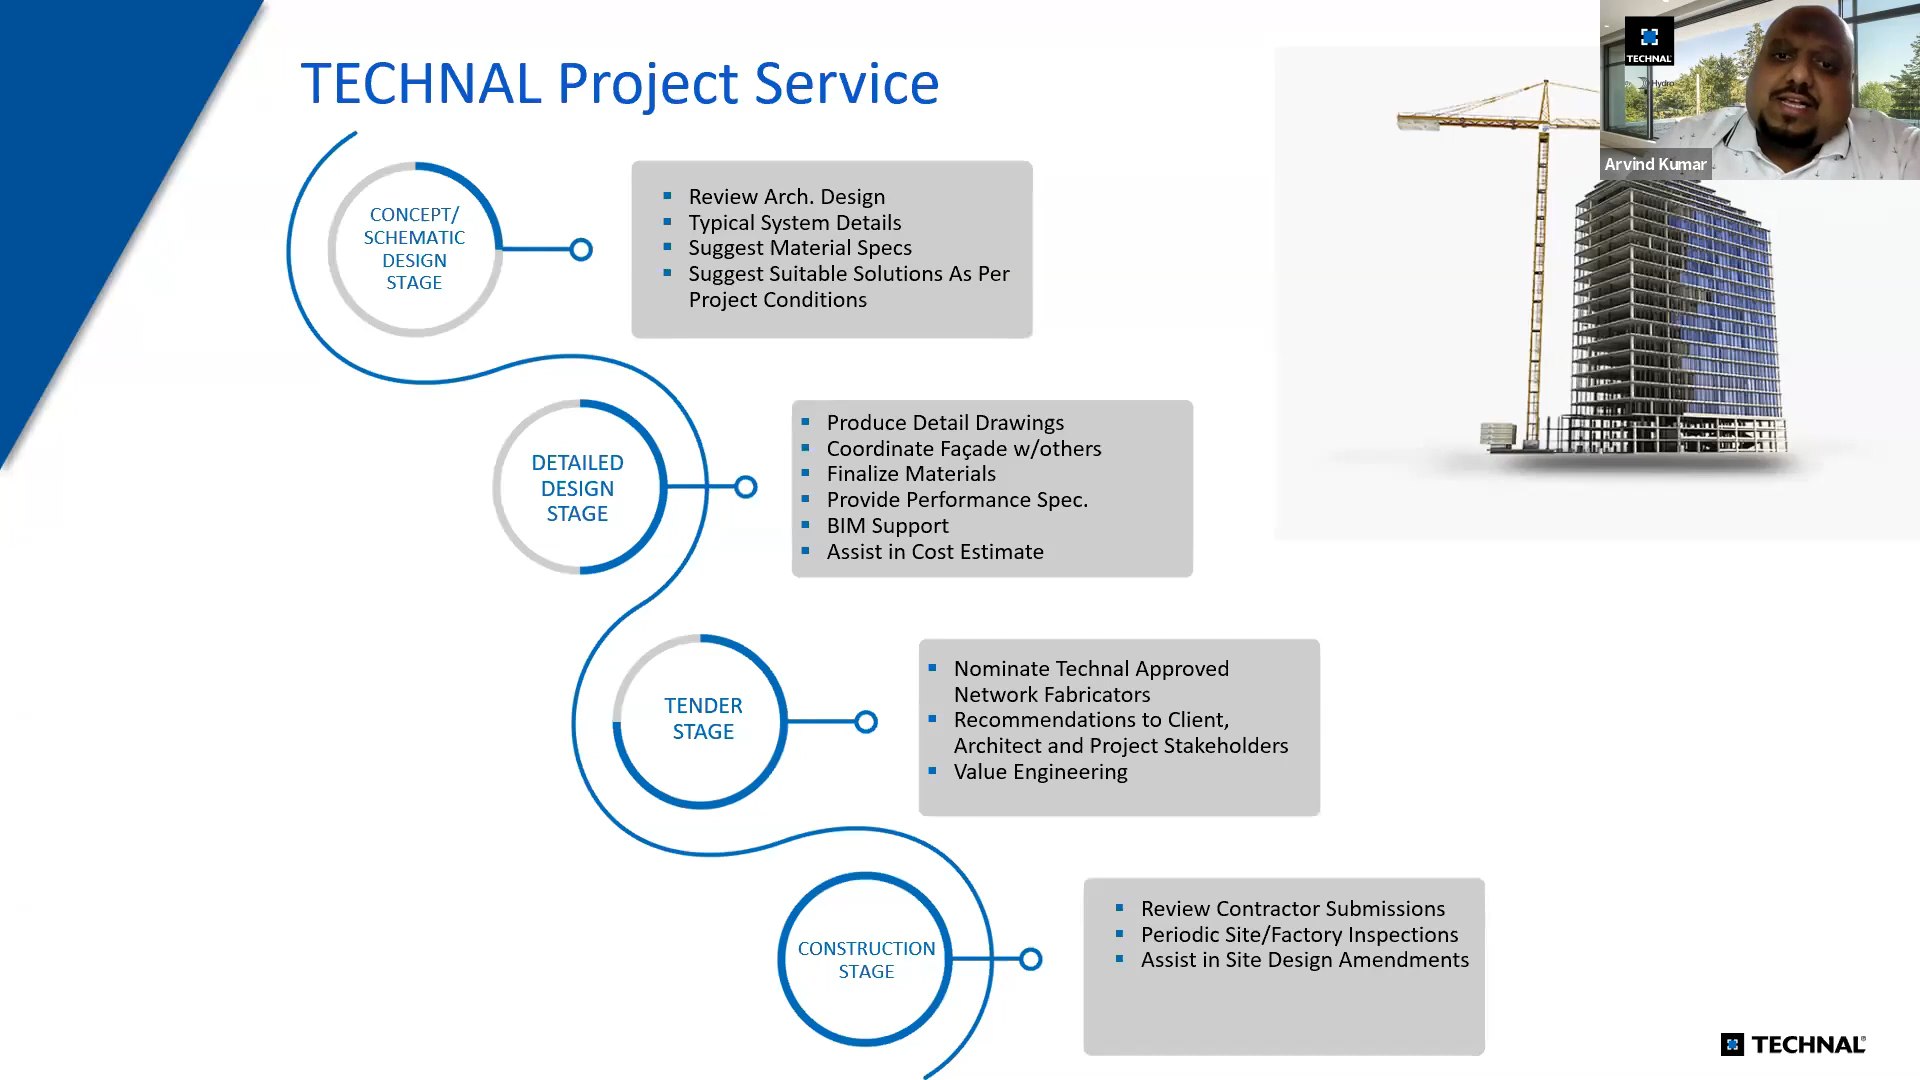 TECHNAL Project Service
TECHNAL
Hydro
Arvind Kumar
CONCEPT/
SCHEMATIC
DESIGN
STAGE
Review Arch. Design
Typical System Details
Suggest Material Specs
Suggest Suitable Solutions As Per
Project Conditions
DETAILED
DESIGN
STAGE
Produce Detail Drawings
Coordinate Façade w/others
Finalize Materials
Provide Performance Spec.
BIM Support
Assist in Cost Estimate
TENDER
STAGE
Nominate Technal Approved
Network Fabricators
Recommendations to Client,
Architect and Project Stakeholders
Value Engineering
CONSTRUCTION
STAGE
Review Contractor Submissions
Periodic Site/Factory Inspections
Assist in Site Design Amendments
TECHNAL®